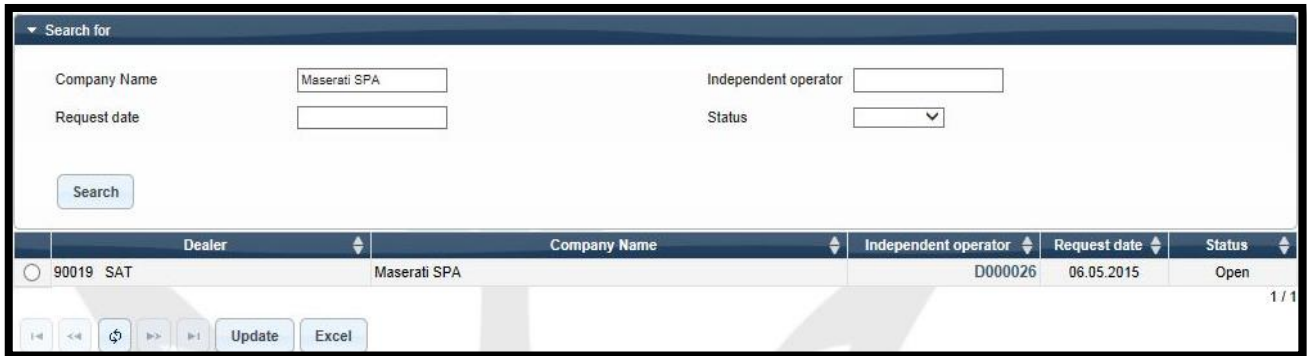 Search for
Company Name Maserati SPA Independent operator
Request date Status
Search
Dealer Company Name Independent operator Request date Status
90019 SAT Maserati SPA D000026 06.05.2015 Open
1 / 1
Update Excel